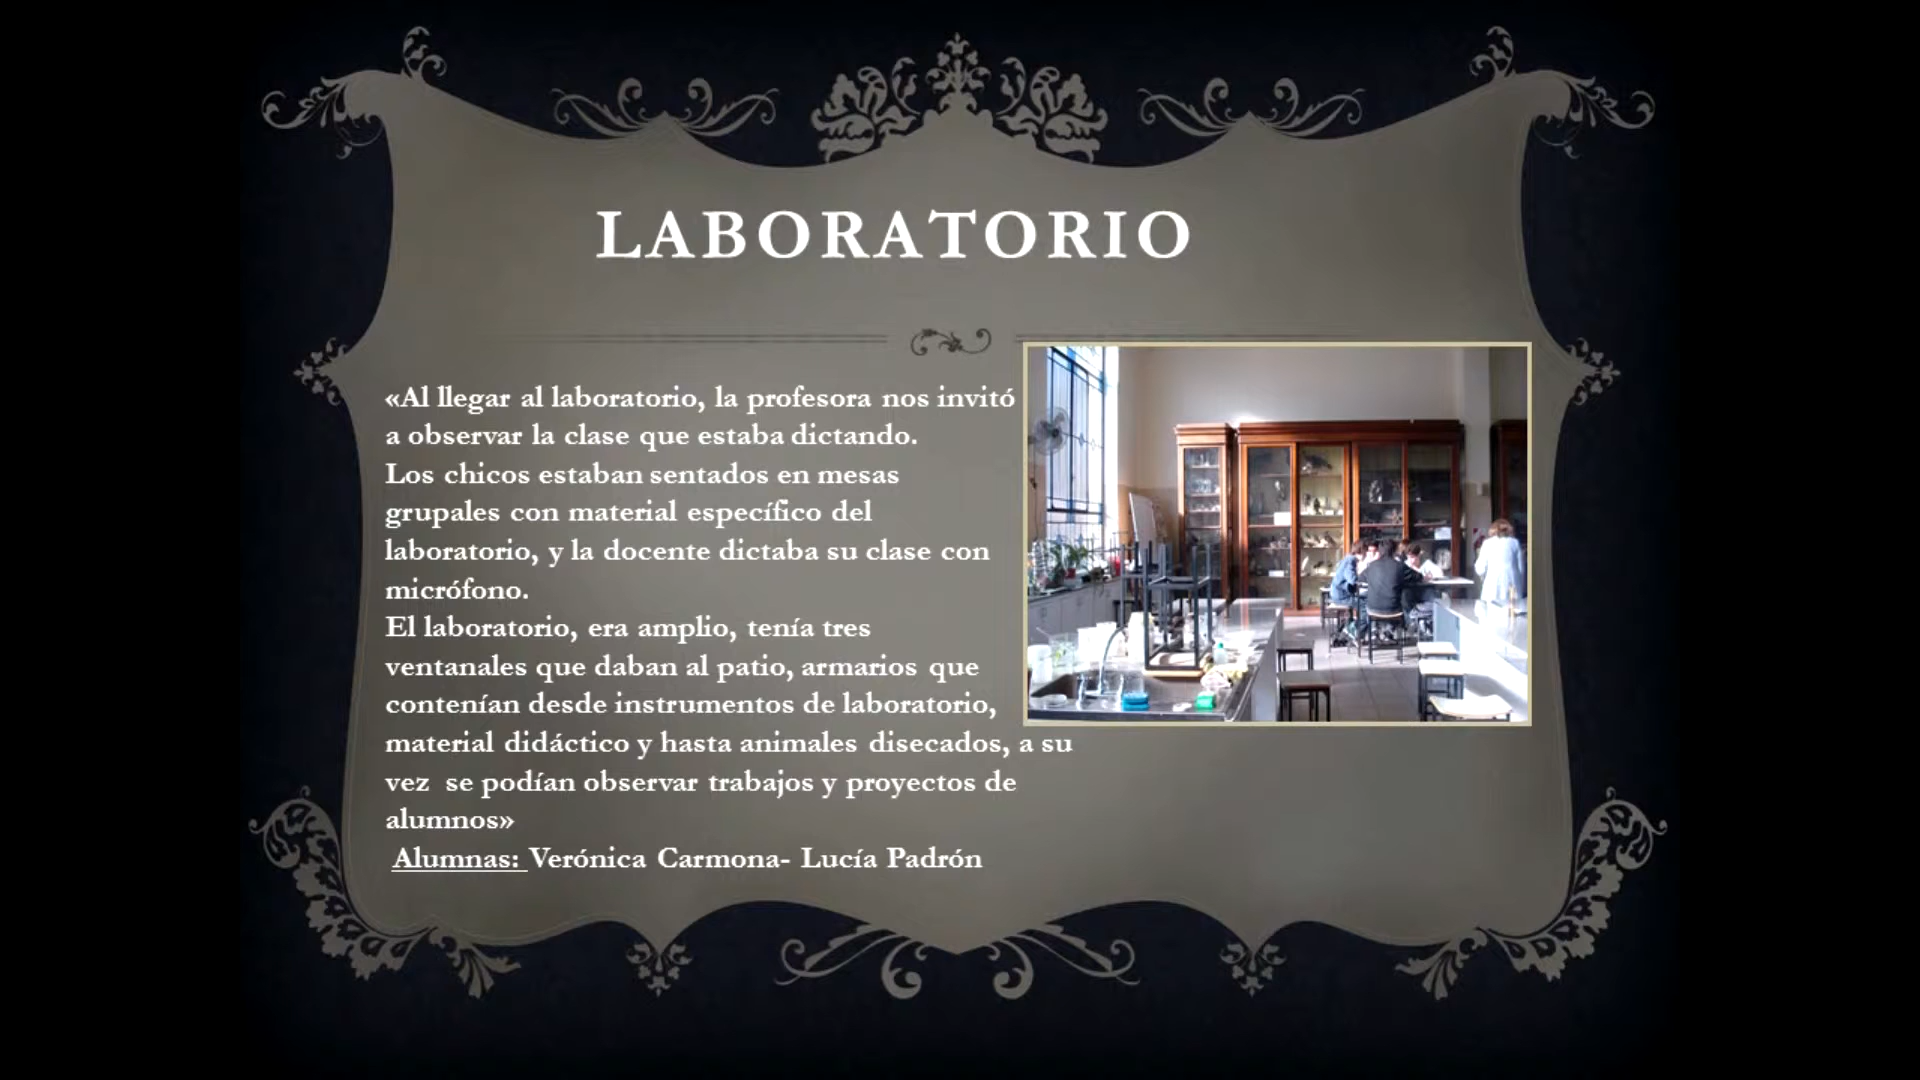 LABORATORIO
«Al llegar al laboratorio, la profesora nos invitó
a observar la clase que estaba dictando.
Los chicos estaban sentados en mesas
grupales con material específico del
laboratorio, y la docente dictaba su clase con
micrófono.
El laboratorio, era amplio, tenía tres
ventanales que daban al patio, armarios que
contenían desde instrumentos de laboratorio,
material didáctico y hasta animales disecados, a su
vez  se podían observar trabajos y proyectos de
alumnos»
Alumnas: Verónica Carmona- Lucía Padrón